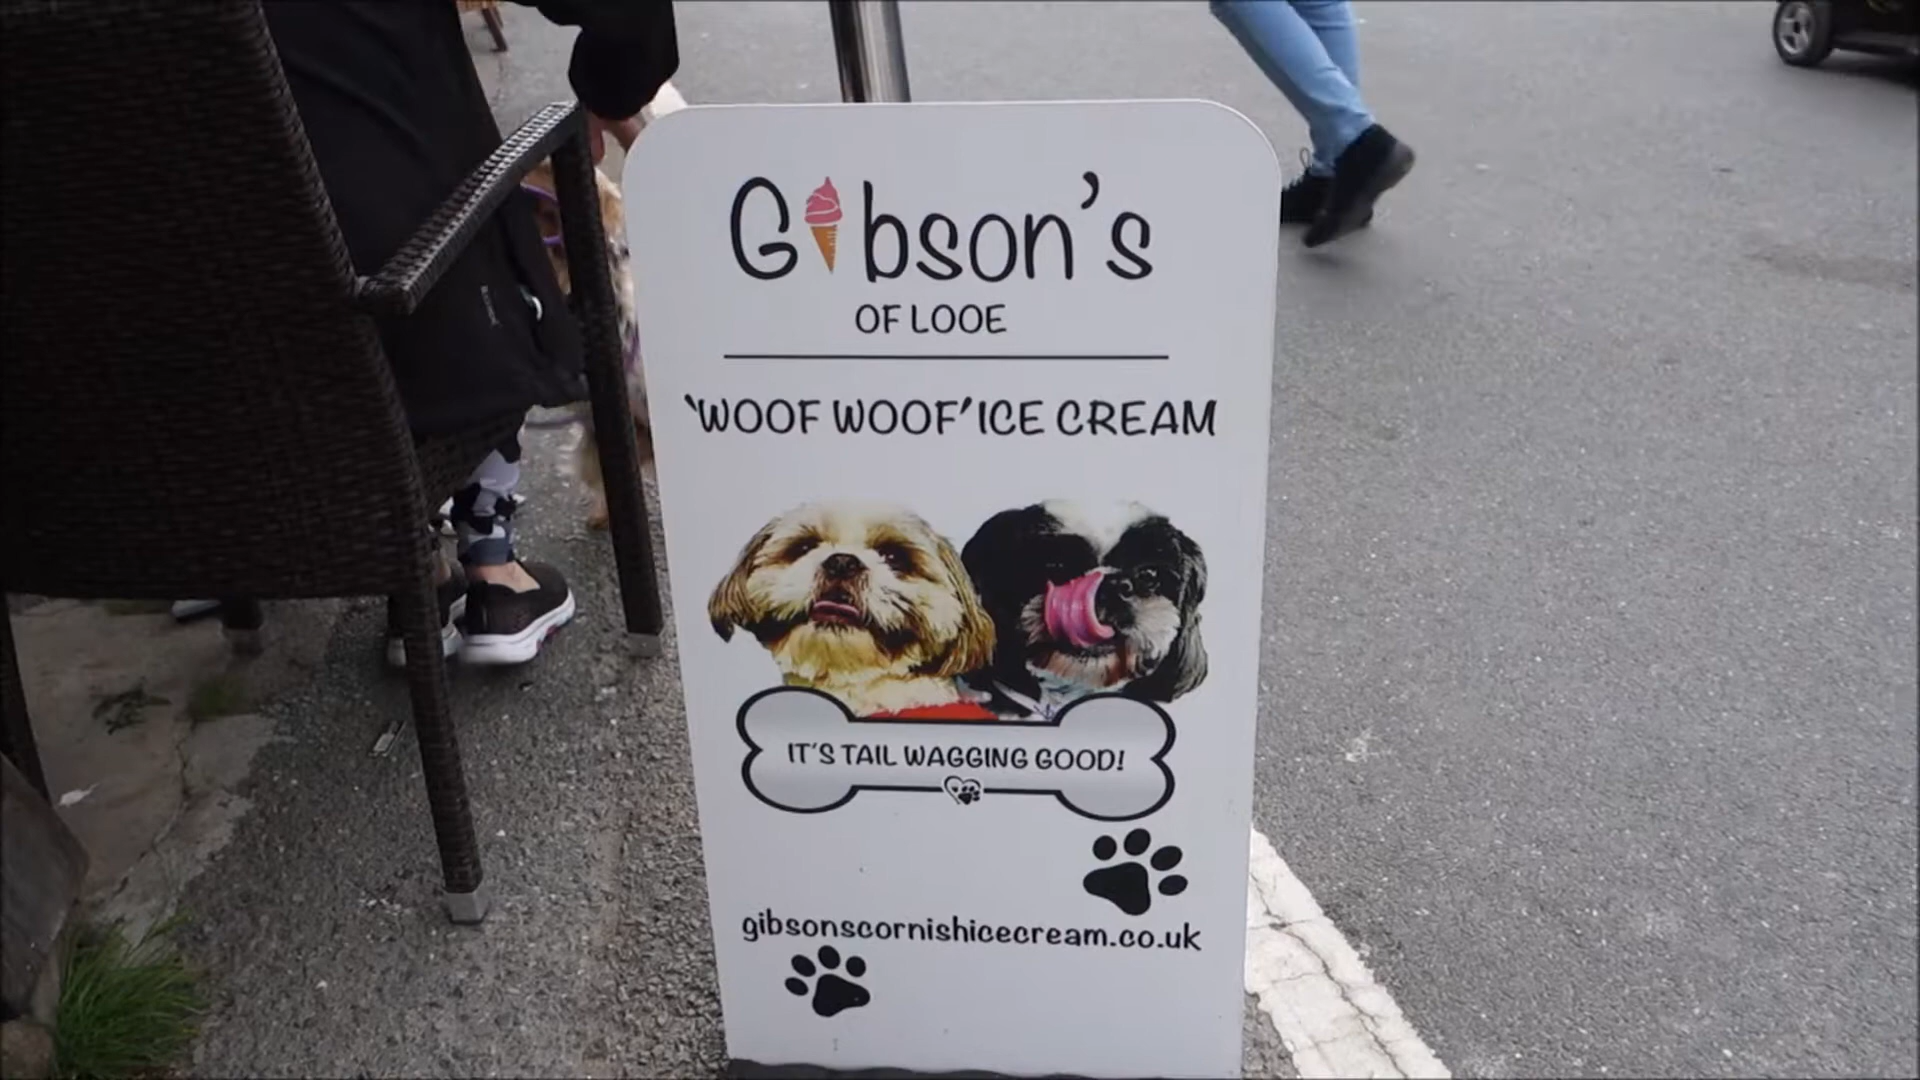 Gibson's
OF LOOE
'WOOF WOOF' ICE CREAM
IT'S TAIL WAGGING GOOD!
gibsonscornishicecream.co.uk